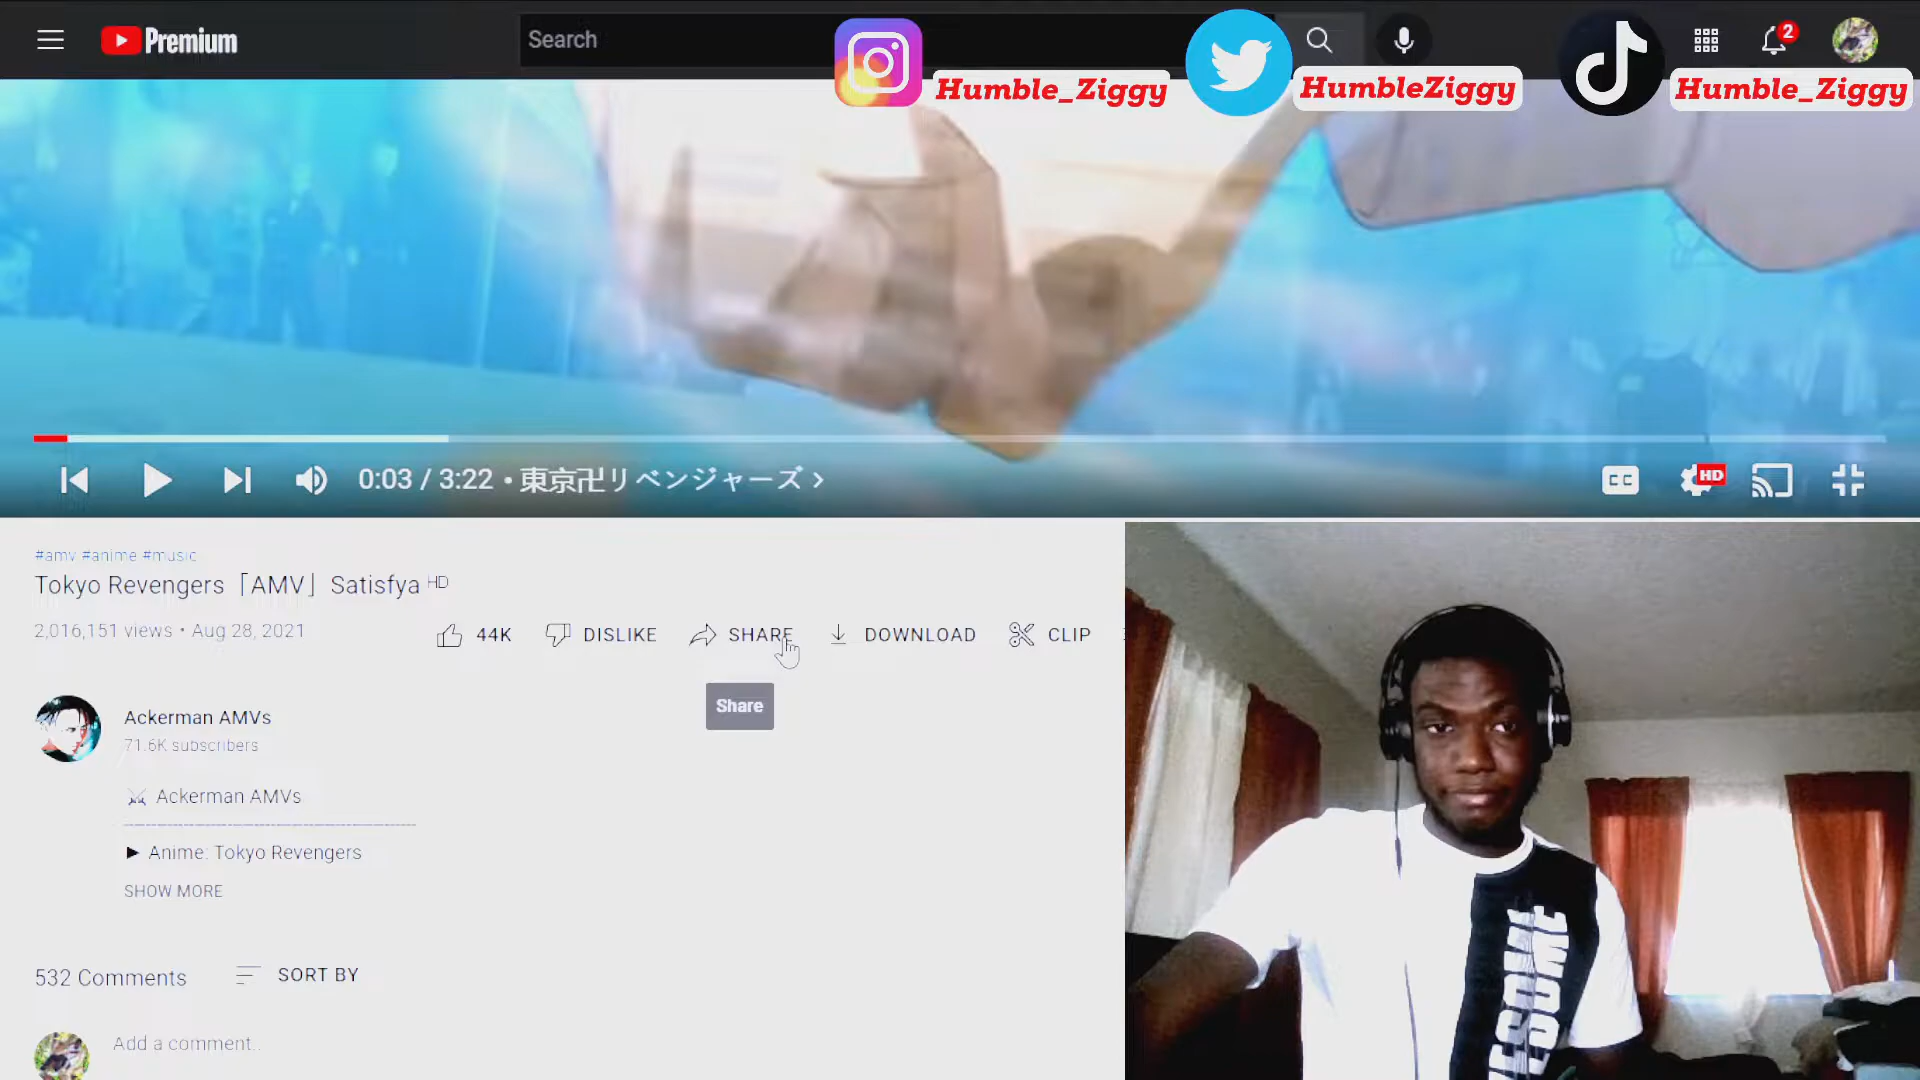 Premium
Search
2
Humble_Ziggy
HumbleZiggy
Humble_Ziggy
0:03 / 3:22 • 東京卍リベンジャーズ
CC
HD
#amv #anime #music
Tokyo Revengers「AMV」Satisfya ᴴᴰ
2,016,151 views • Aug 28, 2021
44K
DISLIKE
SHARE
DOWNLOAD
CLIP
Share
Ackerman AMVs
71.6K subscribers
Ackerman AMVs
► Anime: Tokyo Revengers
SHOW MORE
532 Comments
SORT BY
Add a comment..